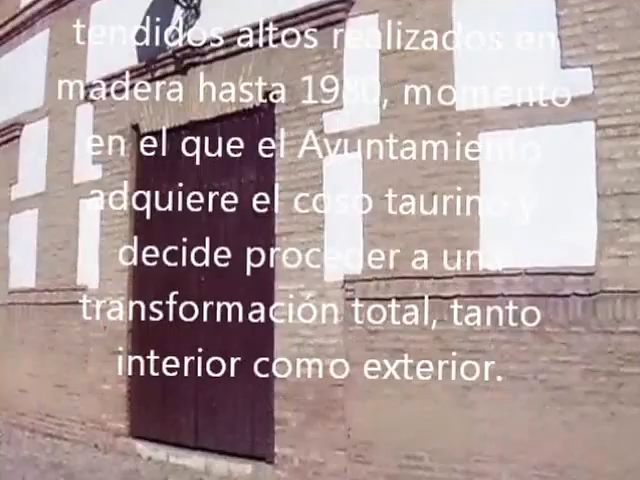 tendidos altos realizados en
madera hasta 1980, momento
en el que el Ayuntamiento
adquiere el coso taurino y
decide proceder a una
transformación total, tanto
interior como exterior.